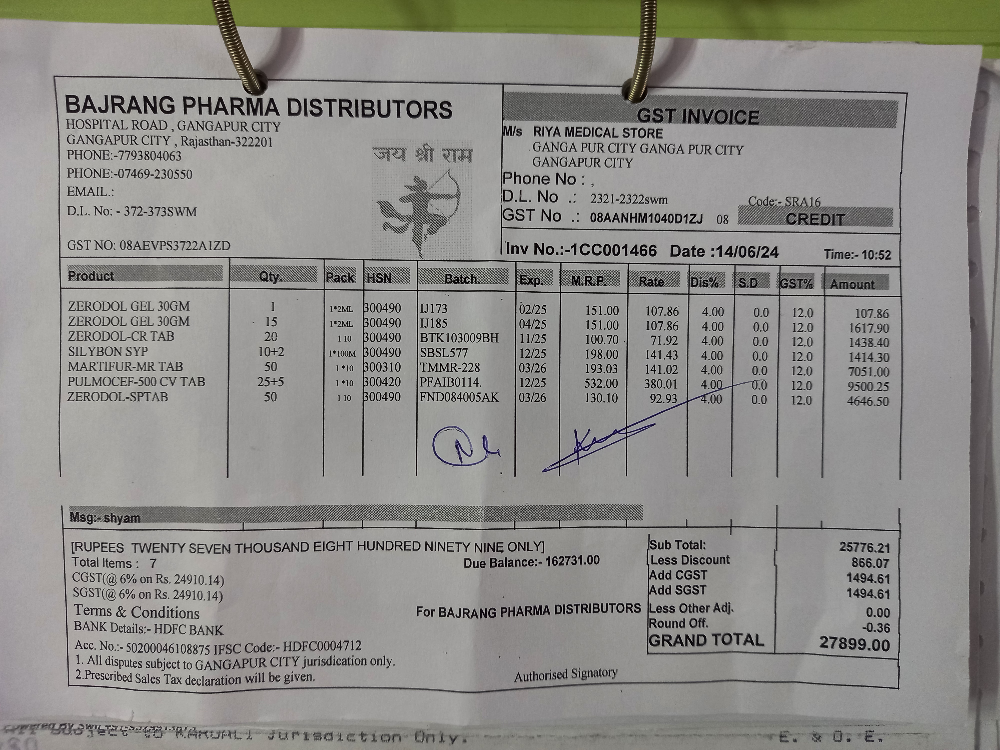 BAJRANG PHARMA DISTRIBUTORS
HOSPITAL ROAD , GANGAPUR CITY
GANGAPUR CITY , Rajasthan-322201
PHONE:-7793804063
PHONE:-07469-230550
EMAIL.:
D.L. No: - 372-373SWM
GST NO: 08AEVPS3722A1ZD
जय श्री राम
GST INVOICE
M/s RIYA MEDICAL STORE
GANGA PUR CITY GANGA PUR CITY
GANGAPUR CITY
Phone No : ,
D.L. No .: 2321-2322swm Code:- SRA16
GST No .: 08AANHM1040D1ZJ 08 CREDIT
Inv No.:-1CC001466 Date :14/06/24 Time:- 10:52
Product Qty. Pack HSN Batch. Exp. M.R.P. Rate Dis% S.D GST% Amount
ZERODOL GEL 30GM 1 1*2ML 300490 IJ173 02/25 151.00 107.86 4.00 0.0 12.0 107.86
ZERODOL GEL 30GM 15 1*2ML 300490 IJ185 04/25 151.00 107.86 4.00 0.0 12.0 1617.90
ZERODOL-CR TAB 20 1 10 300490 BTK103009BH 11/25 100.70 71.92 4.00 0.0 12.0 1438.40
SILYBON SYP 10+2 1*100M 300490 SBSL577 12/25 198.00 141.43 4.00 0.0 12.0 1414.30
MARTIFUR-MR TAB 50 1 *10 300310 TMMR-228 03/26 193.03 141.02 4.00 0.0 12.0 7051.00
PULMOCEF-500 CV TAB 25+5 1 *10 300420 PFAIB0114. 12/25 532.00 380.01 4.00 0.0 12.0 9500.25
ZERODOL-SPTAB 50 1 10 300490 FND084005AK 03/26 130.10 92.93 4.00 0.0 12.0 4646.50
Msg:- shyam
[RUPEES TWENTY SEVEN THOUSAND EIGHT HUNDRED NINETY NINE ONLY]
Total Items : 7 Due Balance:- 162731.00
CGST(@ 6% on Rs. 24910.14)
SGST(@ 6% on Rs. 24910.14)
Terms & Conditions For BAJRANG PHARMA DISTRIBUTORS
BANK Details:- HDFC BANK
Acc. No.:- 50200046108875 IFSC Code:- HDFC0004712
1. All disputes subject to GANGAPUR CITY jurisdication only.
2.Prescribed Sales Tax declaration will be given.
Authorised Signatory
Sub Total: 25776.21
Less Discount 866.07
Add CGST 1494.61
Add SGST 1494.61
Less Other Adj. 0.00
Round Off. -0.36
GRAND TOTAL 27899.00
Subject to KARURLI Jurisdiction Only. E. & O. E.